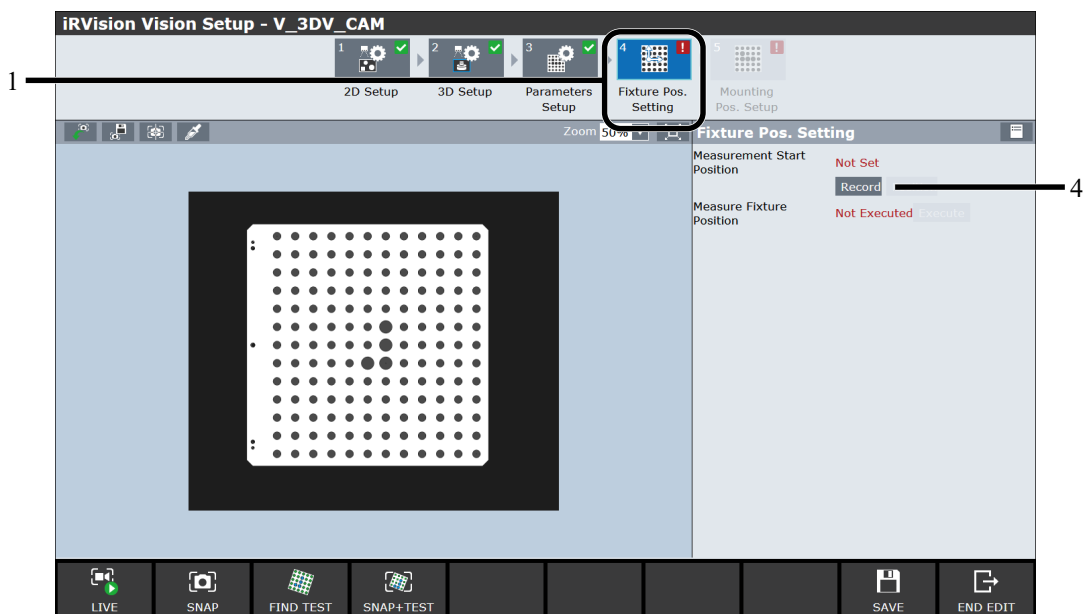 iRVision Vision Setup - V_3DV_CAM
1
2
3
4
5
2D Setup
3D Setup
Parameters
Setup
Fixture Pos.
Setting
Mounting
Pos. Setup
1
Zoom 50%
Fixture Pos. Setting
Measurement Start
Position
Not Set
Record
4
Measure Fixture
Position
Not Executed Execute
LIVE
SNAP
FIND TEST
SNAP+TEST
SAVE
END EDIT